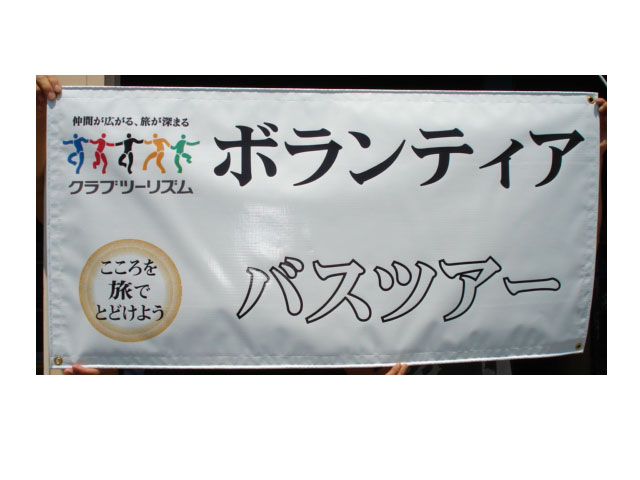 仲間が広がる、旅が深まる
クラブツーリズム
ボランティア
こころを
旅で
とどけよう
バスツアー